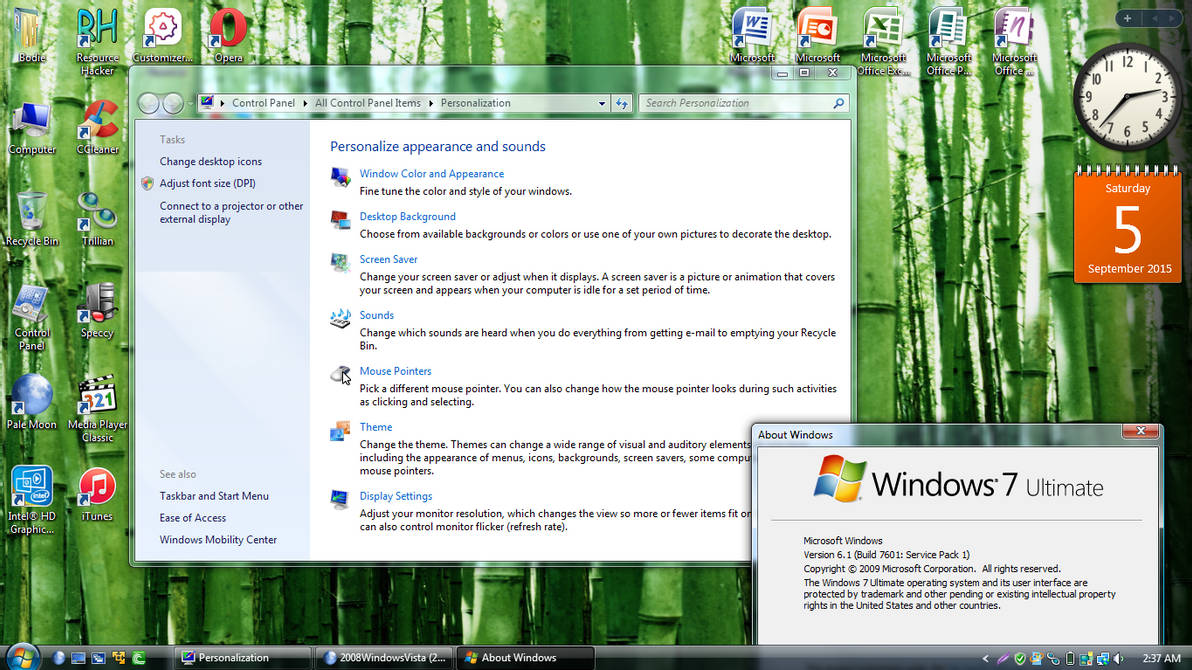 Bodie
Resource
Hacker
Customizer...
Opera
Microsoft
Microsoft
Microsoft
Office Exc...
Microsoft
Office P...
Microsoft
Office ...
Computer
CCleaner
Recycle Bin
Trillian
Control
Panel
Speccy
Pale Moon
321
Media Player
Classic
Intel® HD
Graphic...
iTunes
Control Panel
All Control Panel Items
Personalization
Search Personalization
Tasks
Change desktop icons
Adjust font size (DPI)
Connect to a projector or other
external display
See also
Taskbar and Start Menu
Ease of Access
Windows Mobility Center
Personalize appearance and sounds
Window Color and Appearance
Fine tune the color and style of your windows.
Desktop Background
Choose from available backgrounds or colors or use one of your own pictures to decorate the desktop.
Screen Saver
Change your screen saver or adjust when it displays. A screen saver is a picture or animation that covers
your screen and appears when your computer is idle for a set period of time.
Sounds
Change which sounds are heard when you do everything from getting e-mail to emptying your Recycle
Bin.
Mouse Pointers
Pick a different mouse pointer. You can also change how the mouse pointer looks during such activities
as clicking and selecting.
Theme
Change the theme. Themes can change a wide range of visual and auditory elements
including the appearance of menus, icons, backgrounds, screen savers, some compu
mouse pointers.
Display Settings
Adjust your monitor resolution, which changes the view so more or fewer items fit on
can also control monitor flicker (refresh rate).
12
1
2
3
4
5
6
7
8
9
10
11
Saturday
5
September 2015
About Windows
Windows® 7 Ultimate
Microsoft Windows
Version 6.1 (Build 7601: Service Pack 1)
Copyright © 2009 Microsoft Corporation. All rights reserved.
The Windows 7 Ultimate operating system and its user interface are
protected by trademark and other pending or existing intellectual property
rights in the United States and other countries.
Personalization
2008WindowsVista (2...
About Windows
2:37 AM